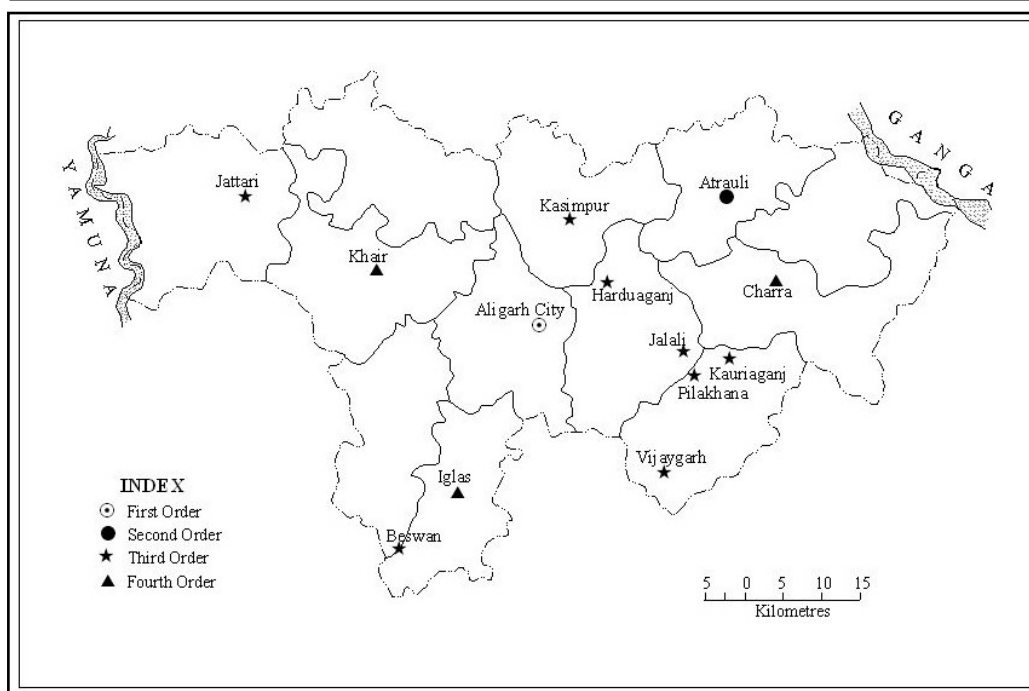 GANGA
YAMUNA
Jattari
Atrauli
Kasimpur
Khair
Harduaganj
Charra
Aligarh City
Jalali
Kauriaganj
Pilakhana
Vijaygarh
Iglas
Beswan
INDEX
First Order
Second Order
Third Order
Fourth Order
5 0 5 10 15
Kilometres